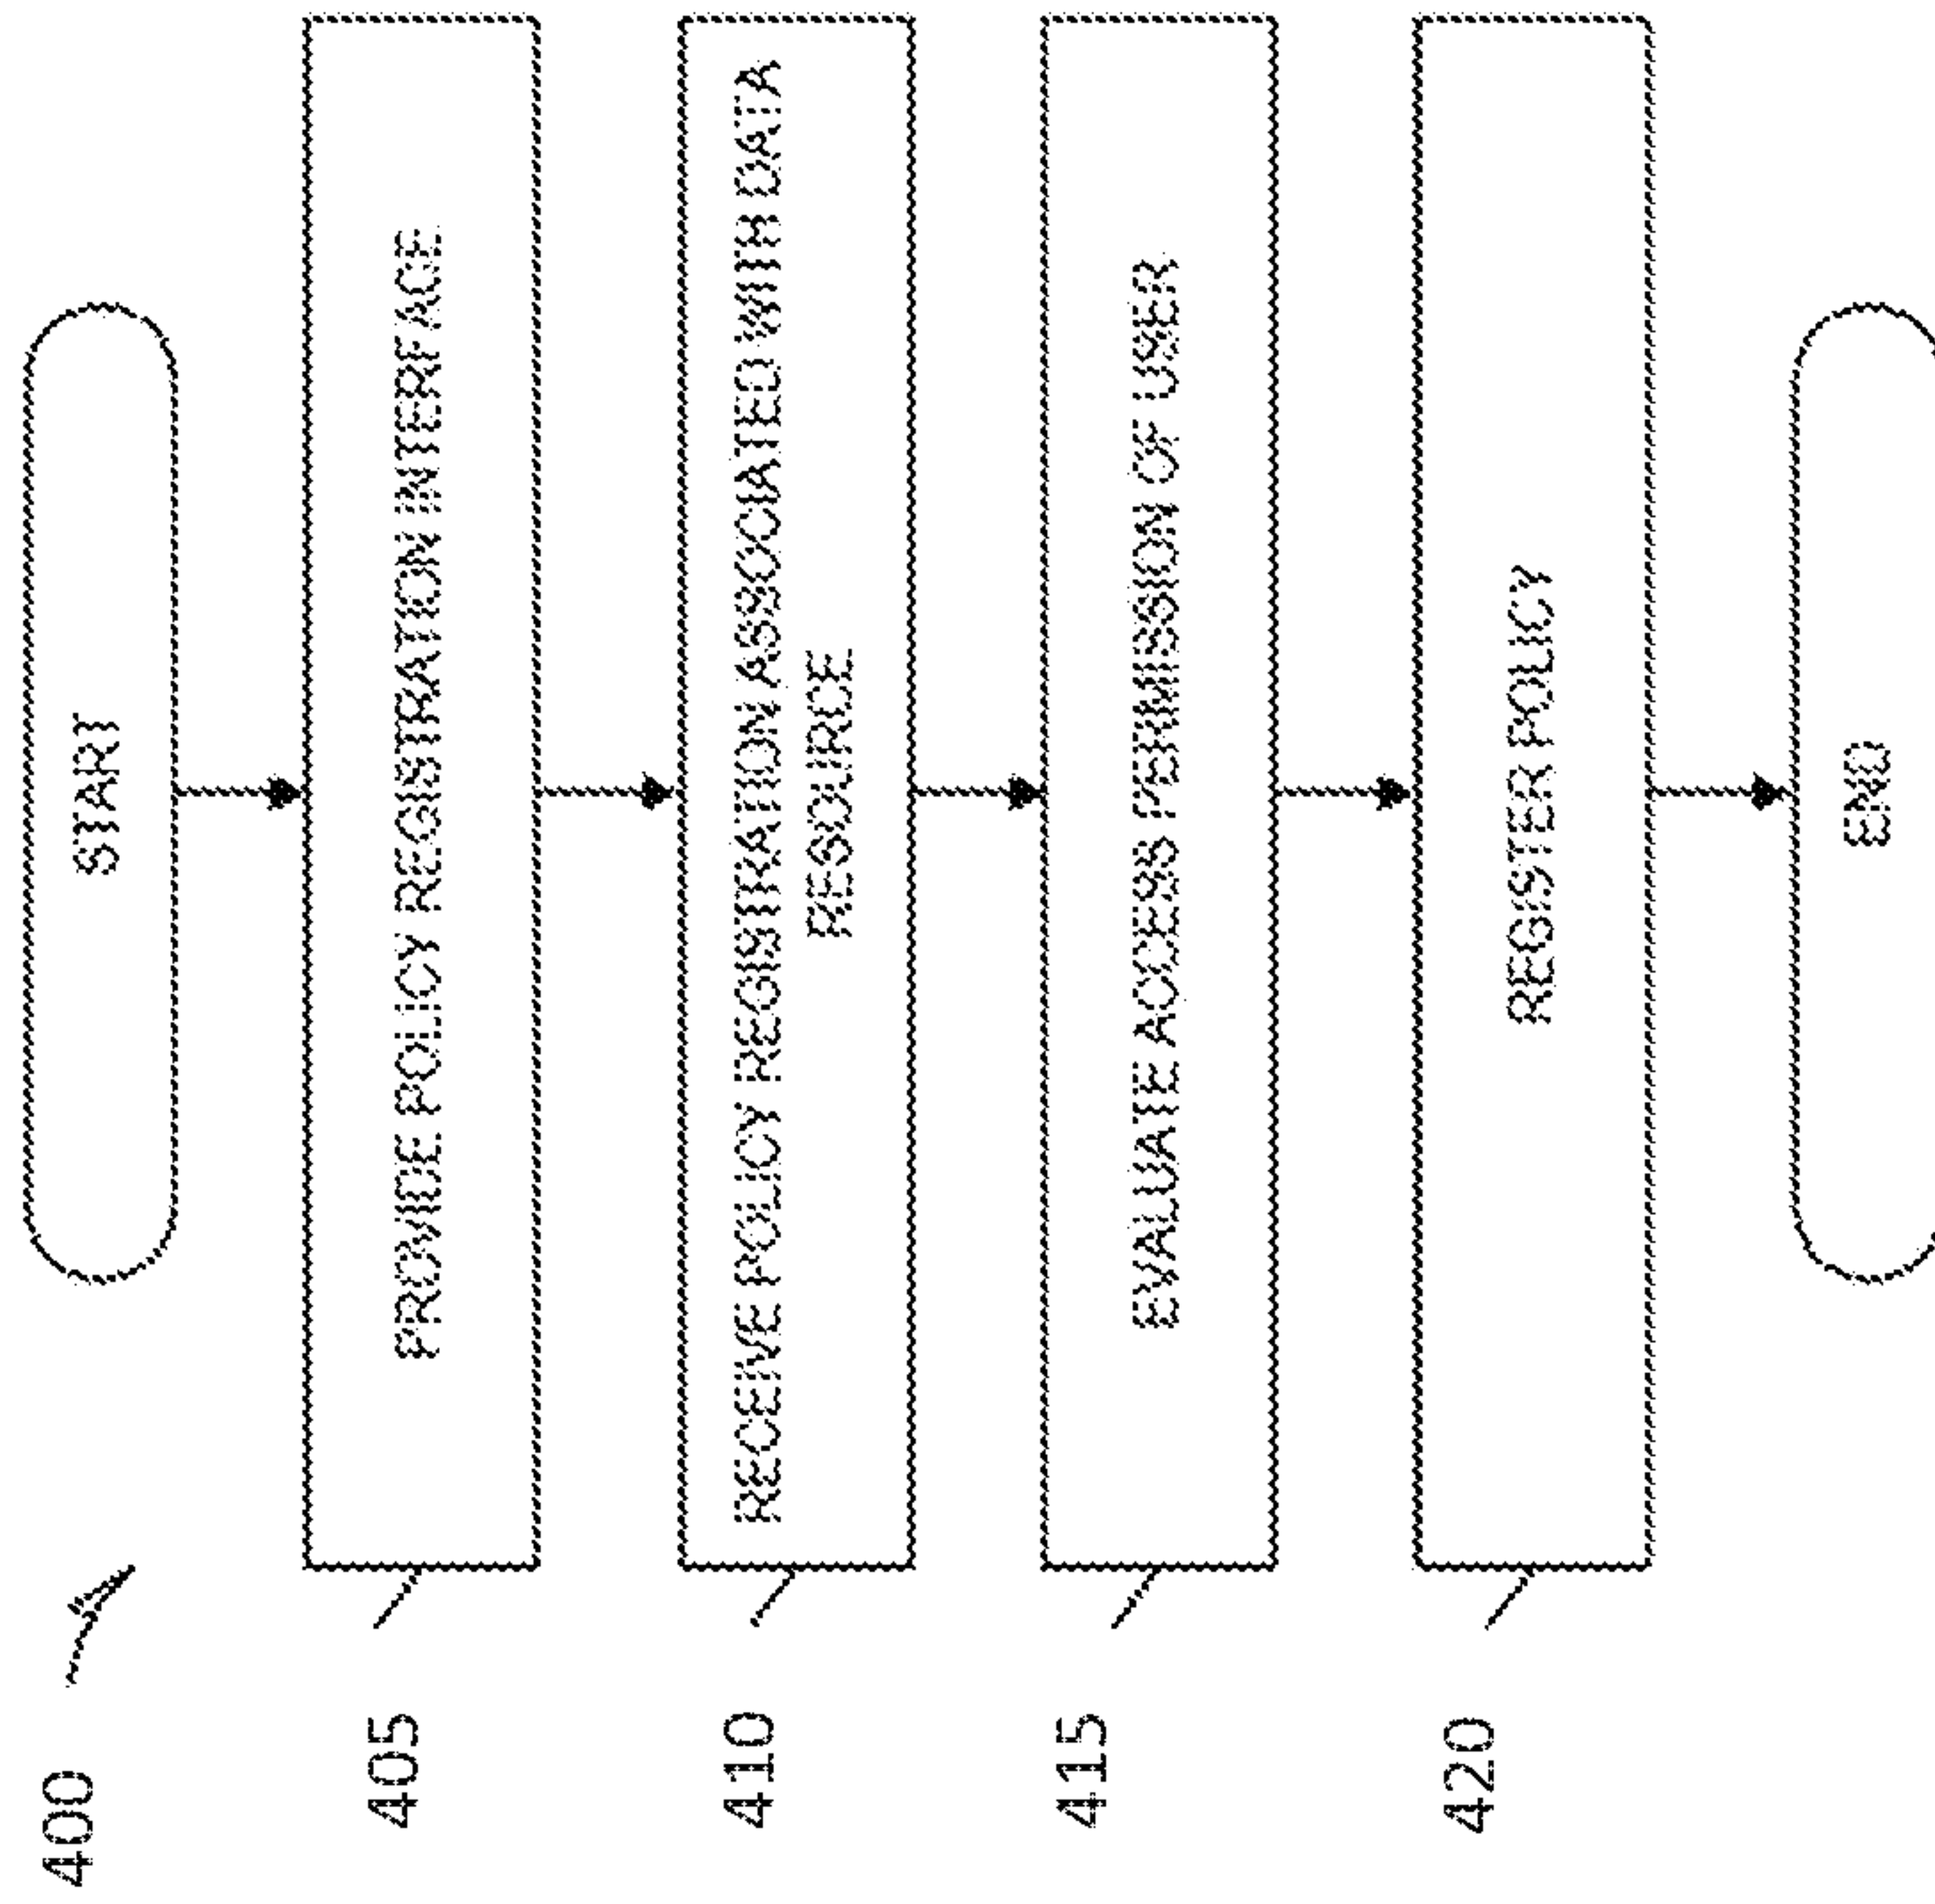 400
START
405
PROVIDE POLICY REGISTRATION INTERFACE
410
RECEIVE POLICY REGISTRATION ASSOCIATED WITH DATA
RESOURCE
415
EVALUATE ACCESS PERMISSION OF USER
420
REGISTER POLICY
END